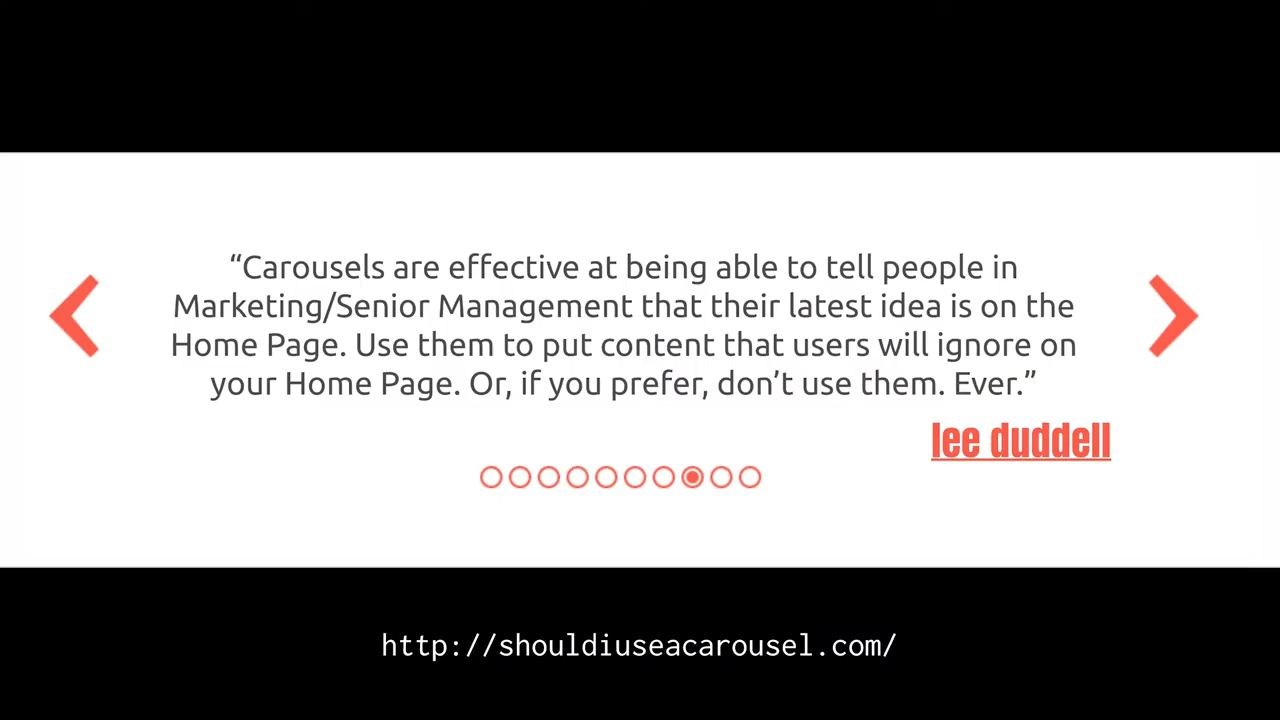 “Carousels are effective at being able to tell people in
Marketing/Senior Management that their latest idea is on the
Home Page. Use them to put content that users will ignore on
your Home Page. Or, if you prefer, don’t use them. Ever.”
lee duddell
http://shouldiuseacarousel.com/